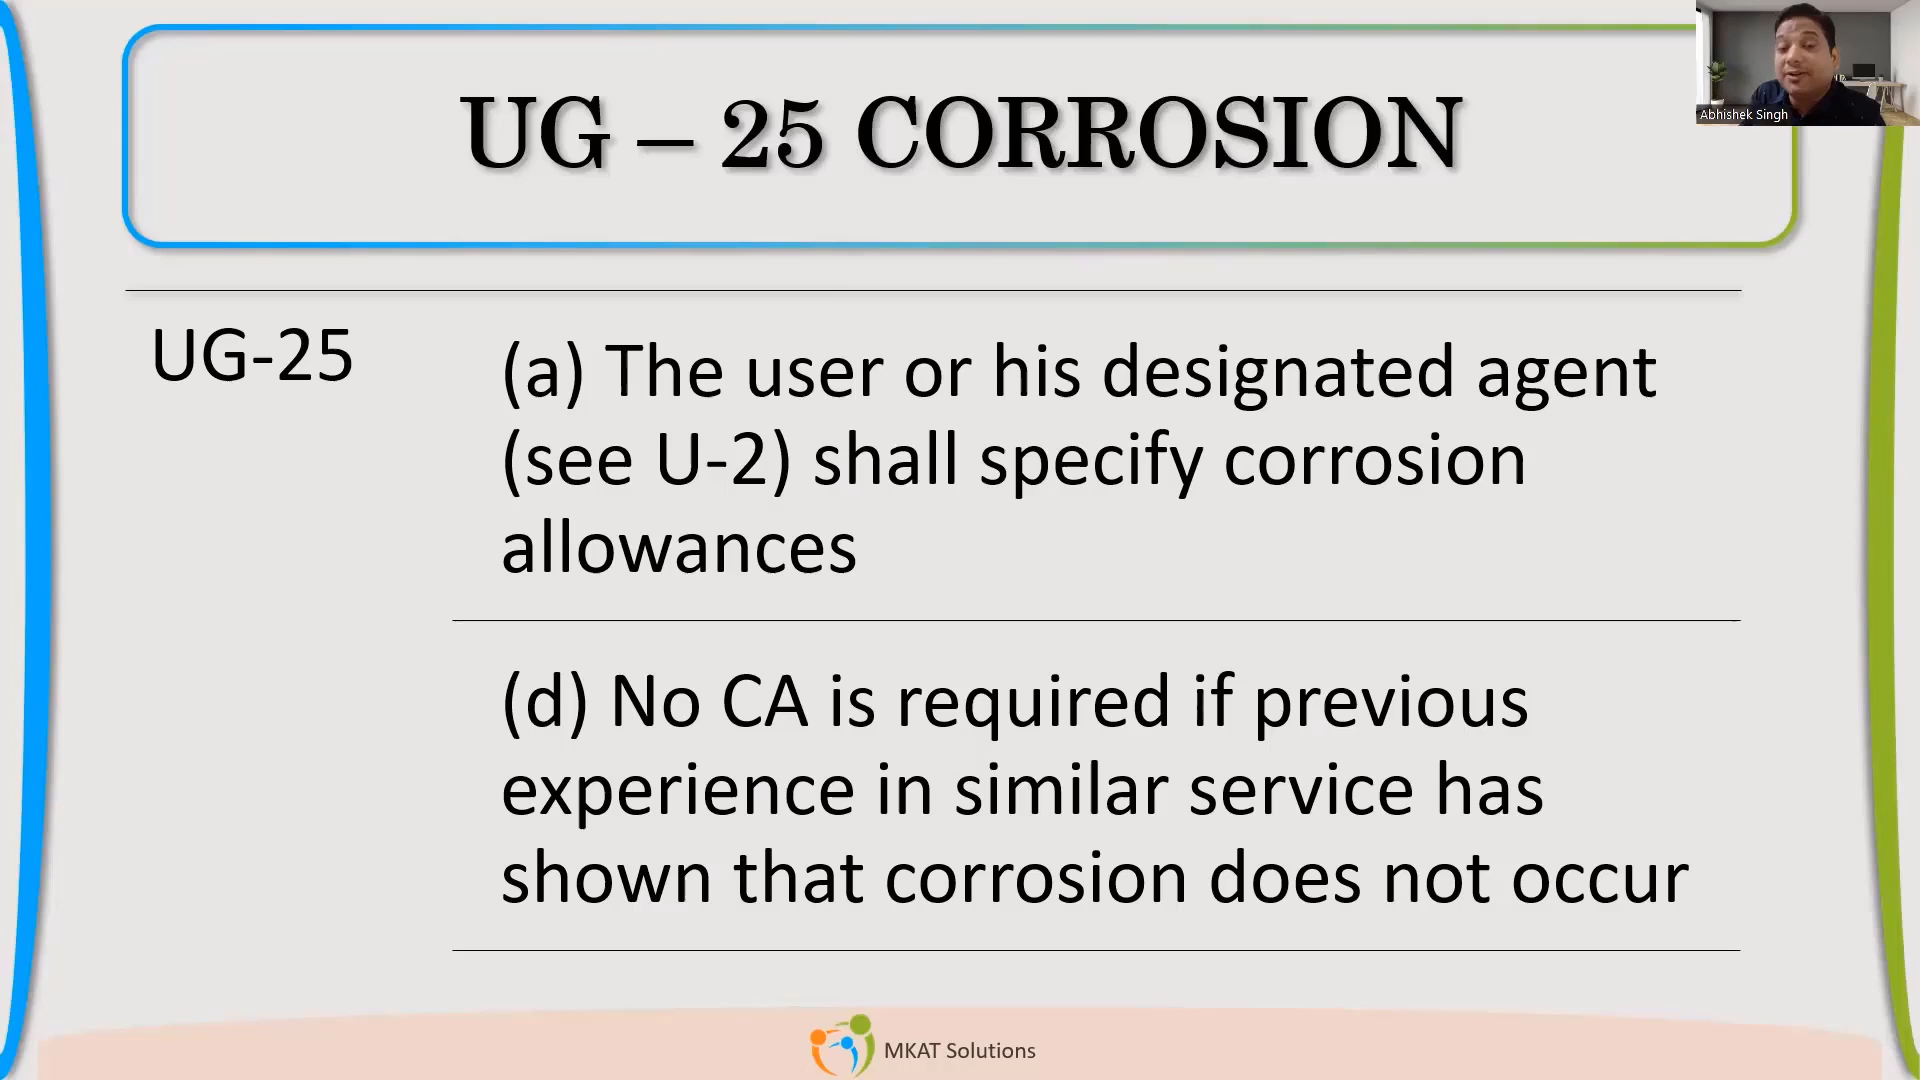 UG – 25 CORROSION
Abhishek Singh
UG-25
(a) The user or his designated agent
(see U-2) shall specify corrosion
allowances
(d) No CA is required if previous
experience in similar service has
shown that corrosion does not occur
MKAT Solutions